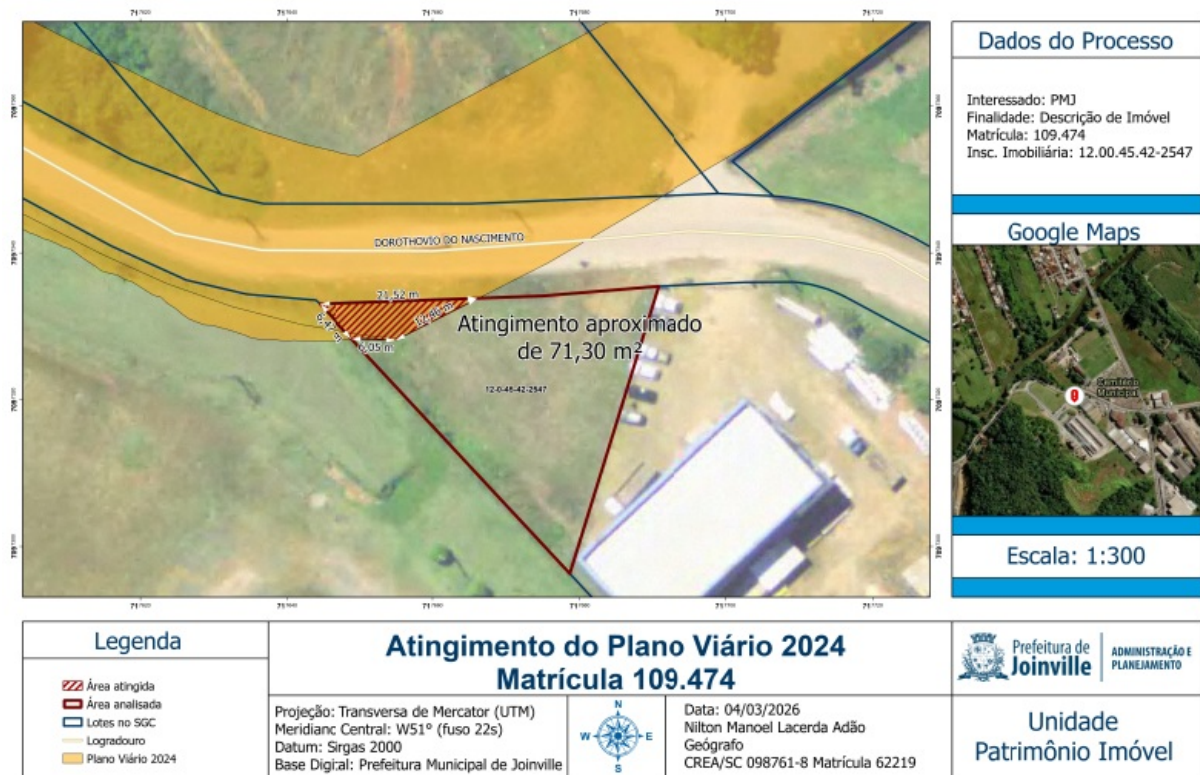 Dados do Processo
Interessado: PMJ
Finalidade: Descrição de Imóvel
Matrícula: 109.474
Insc. Imobiliária: 12.00.45.42-2547
Google Maps
Cemitério
Municipal
Escala: 1:300
DOROTHOVIO DO NASCIMENTO
21,52 m
6,05 m
Atingimento aproximado
de 71,30 m²
12-0-45-42-2547
Legenda
Área atingida
Área analisada
Lotes no SGC
Logradouro
Plano Viário 2024
Atingimento do Plano Viário 2024
Matrícula 109.474
Projeção: Transversa de Mercator (UTM)
Meridianc Central: W51° (fuso 22s)
Datum: Sirgas 2000
Base Digital: Prefeitura Municipal de Joinville
N
W
E
S
Data: 04/03/2026
Nilton Manoel Lacerda Adão
Geógrafo
CREA/SC 098761-8 Matrícula 62219
Prefeitura de
Joinville
ADMINISTRAÇÃO E
PLANEJAMENTO
Unidade
Patrimônio Imóvel